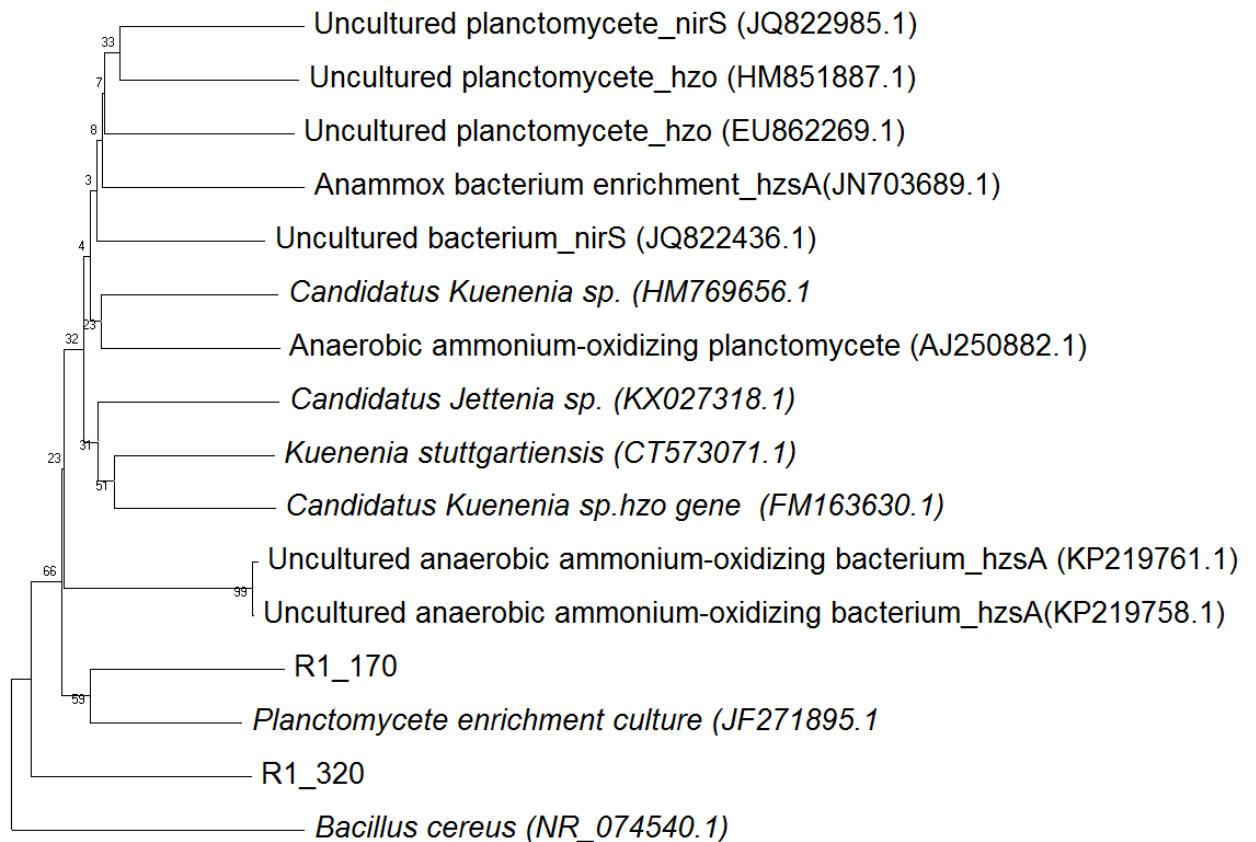 Uncultured planctomycete_nirS (JQ822985.1)
33
Uncultured planctomycete_hzo (HM851887.1)
7
Uncultured planctomycete_hzo (EU862269.1)
8
Anammox bacterium enrichment_hzsA(JN703689.1)
3
Uncultured bacterium_nirS (JQ822436.1)
4
Candidatus Kuenenia sp. (HM769656.1
23
Anaerobic ammonium-oxidizing planctomycete (AJ250882.1)
32
Candidatus Jettenia sp. (KX027318.1)
31
Kuenenia stuttgartiensis (CT573071.1)
23
51
Candidatus Kuenenia sp.hzo gene (FM163630.1)
Uncultured anaerobic ammonium-oxidizing bacterium_hzsA (KP219761.1)
66
99
Uncultured anaerobic ammonium-oxidizing bacterium_hzsA(KP219758.1)
R1_170
59
Planctomycete enrichment culture (JF271895.1
R1_320
Bacillus cereus (NR_074540.1)